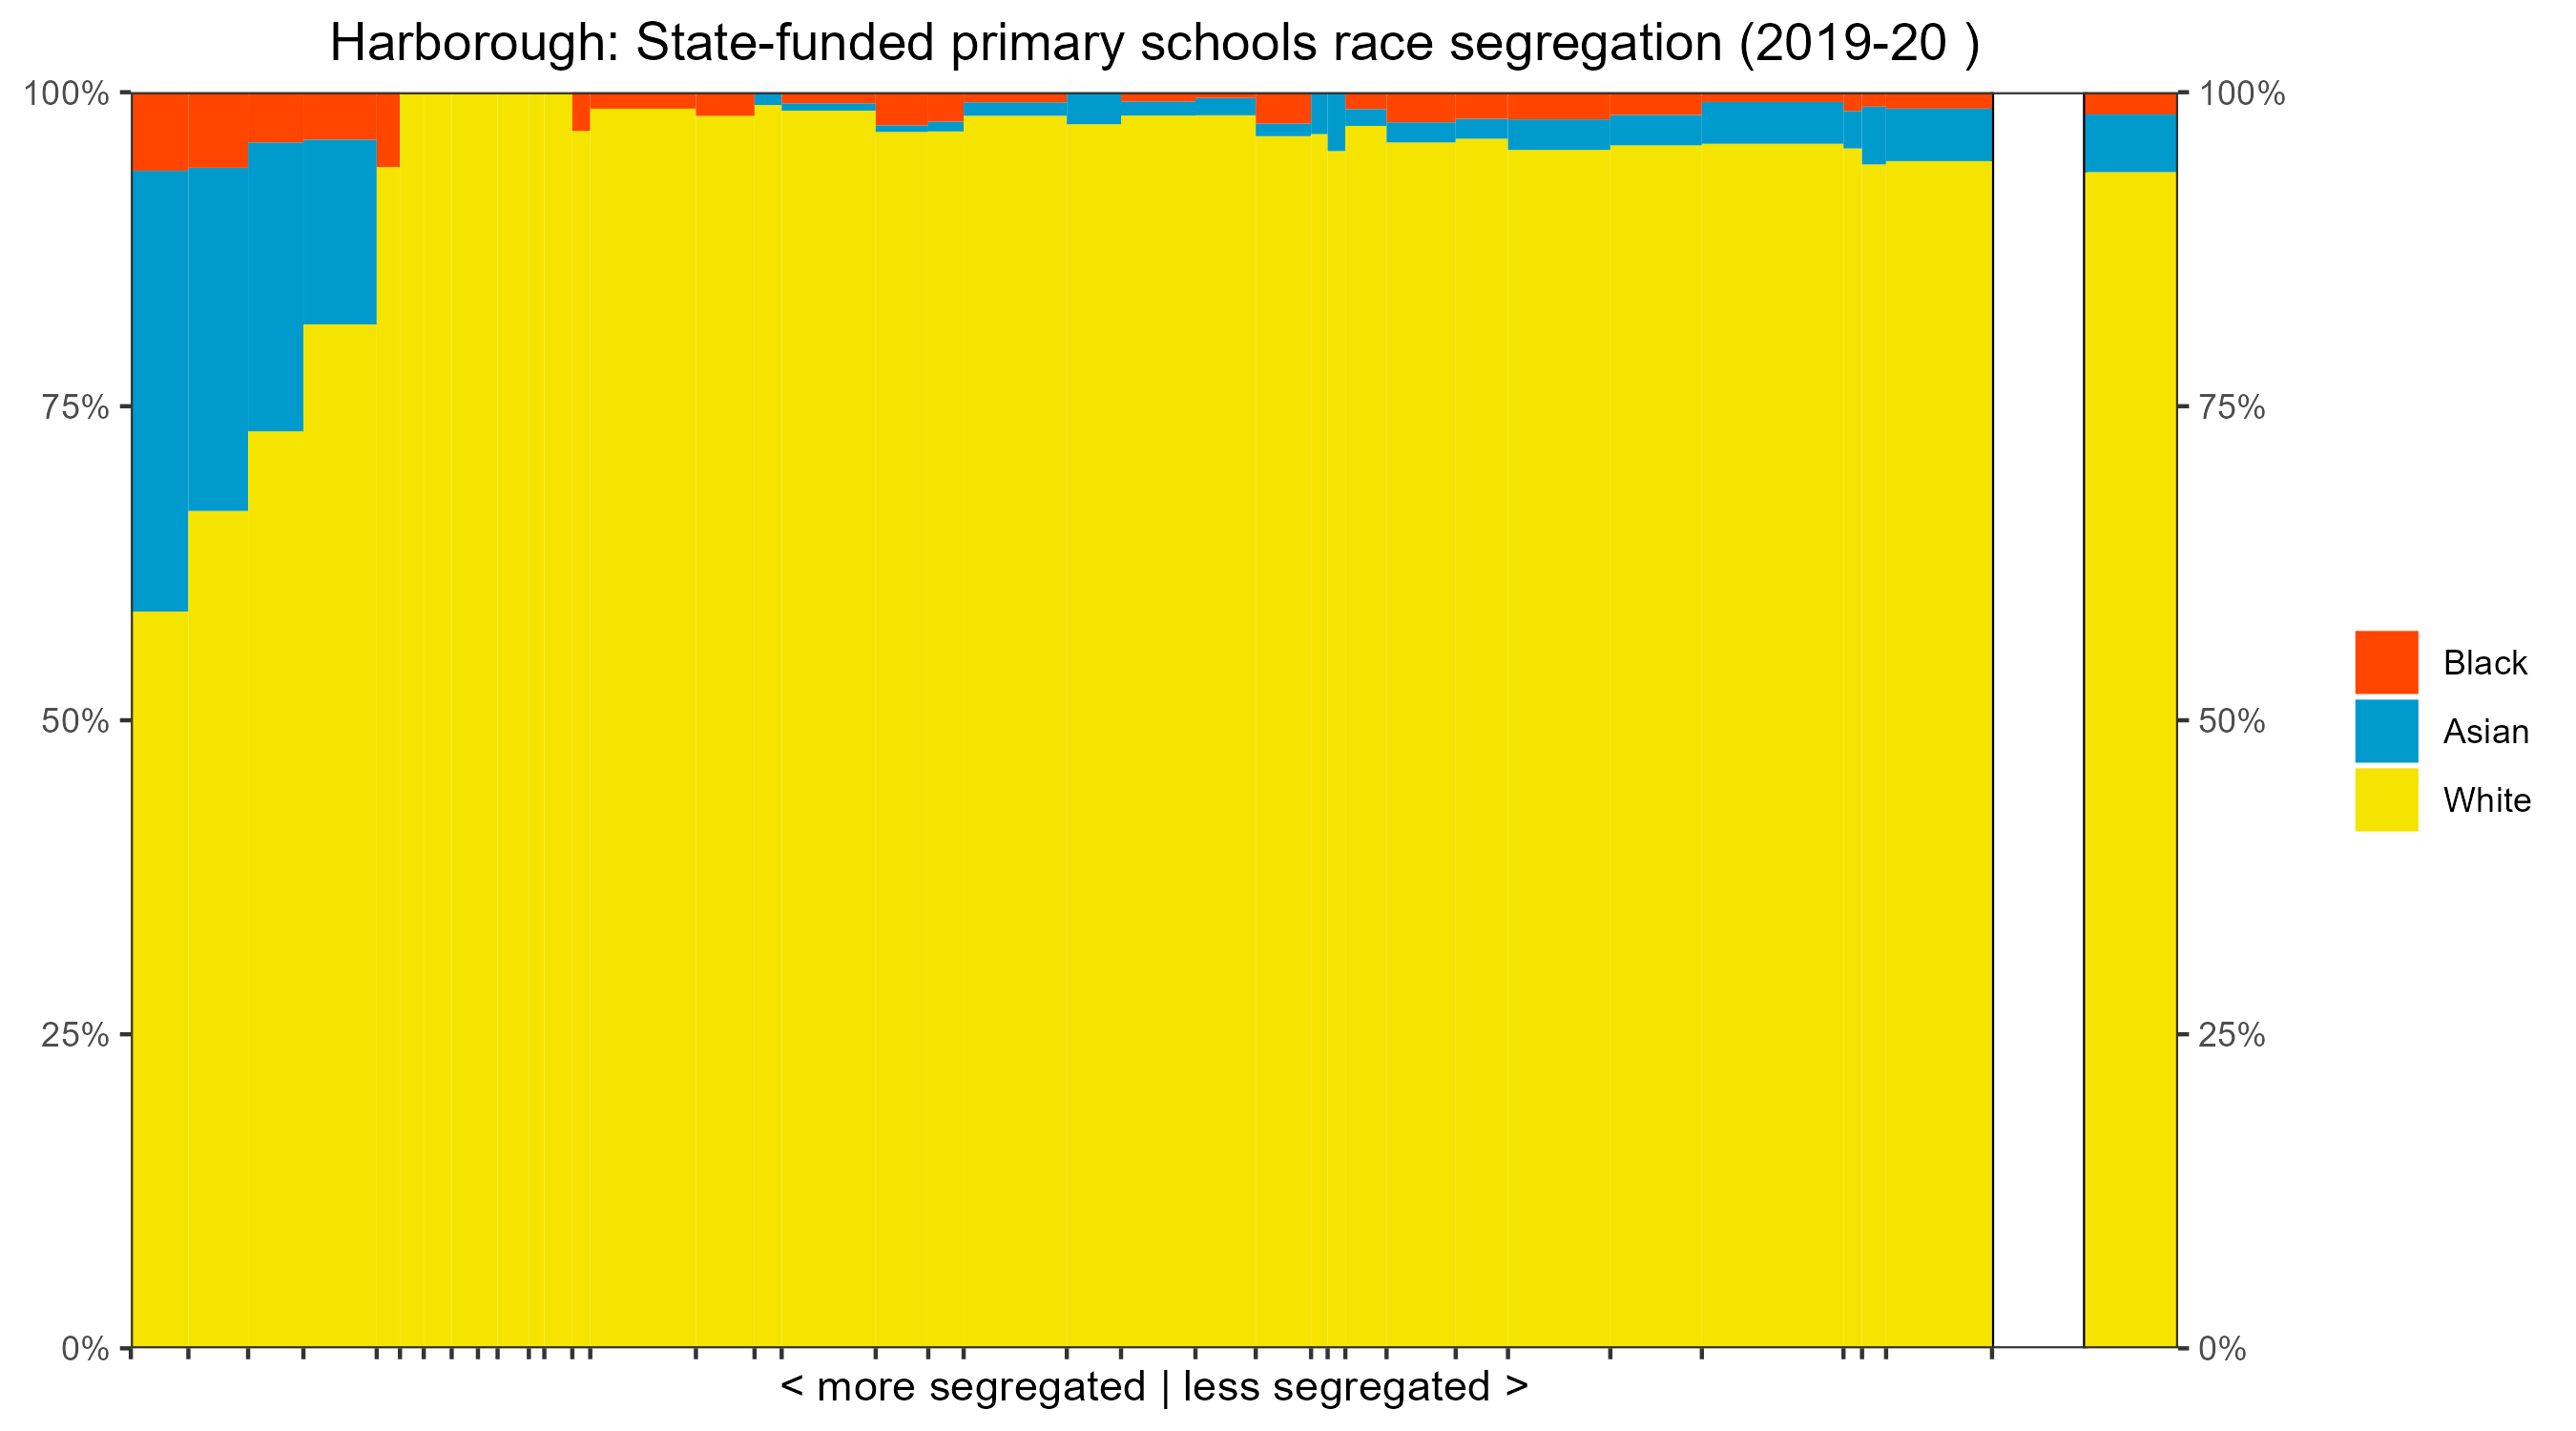 Harborough: State-funded primary schools race segregation (2019-20 )
100%
75%
50%
25%
0%
100%
75%
50%
25%
0%
< more segregated | less segregated >
Black
Asian
White